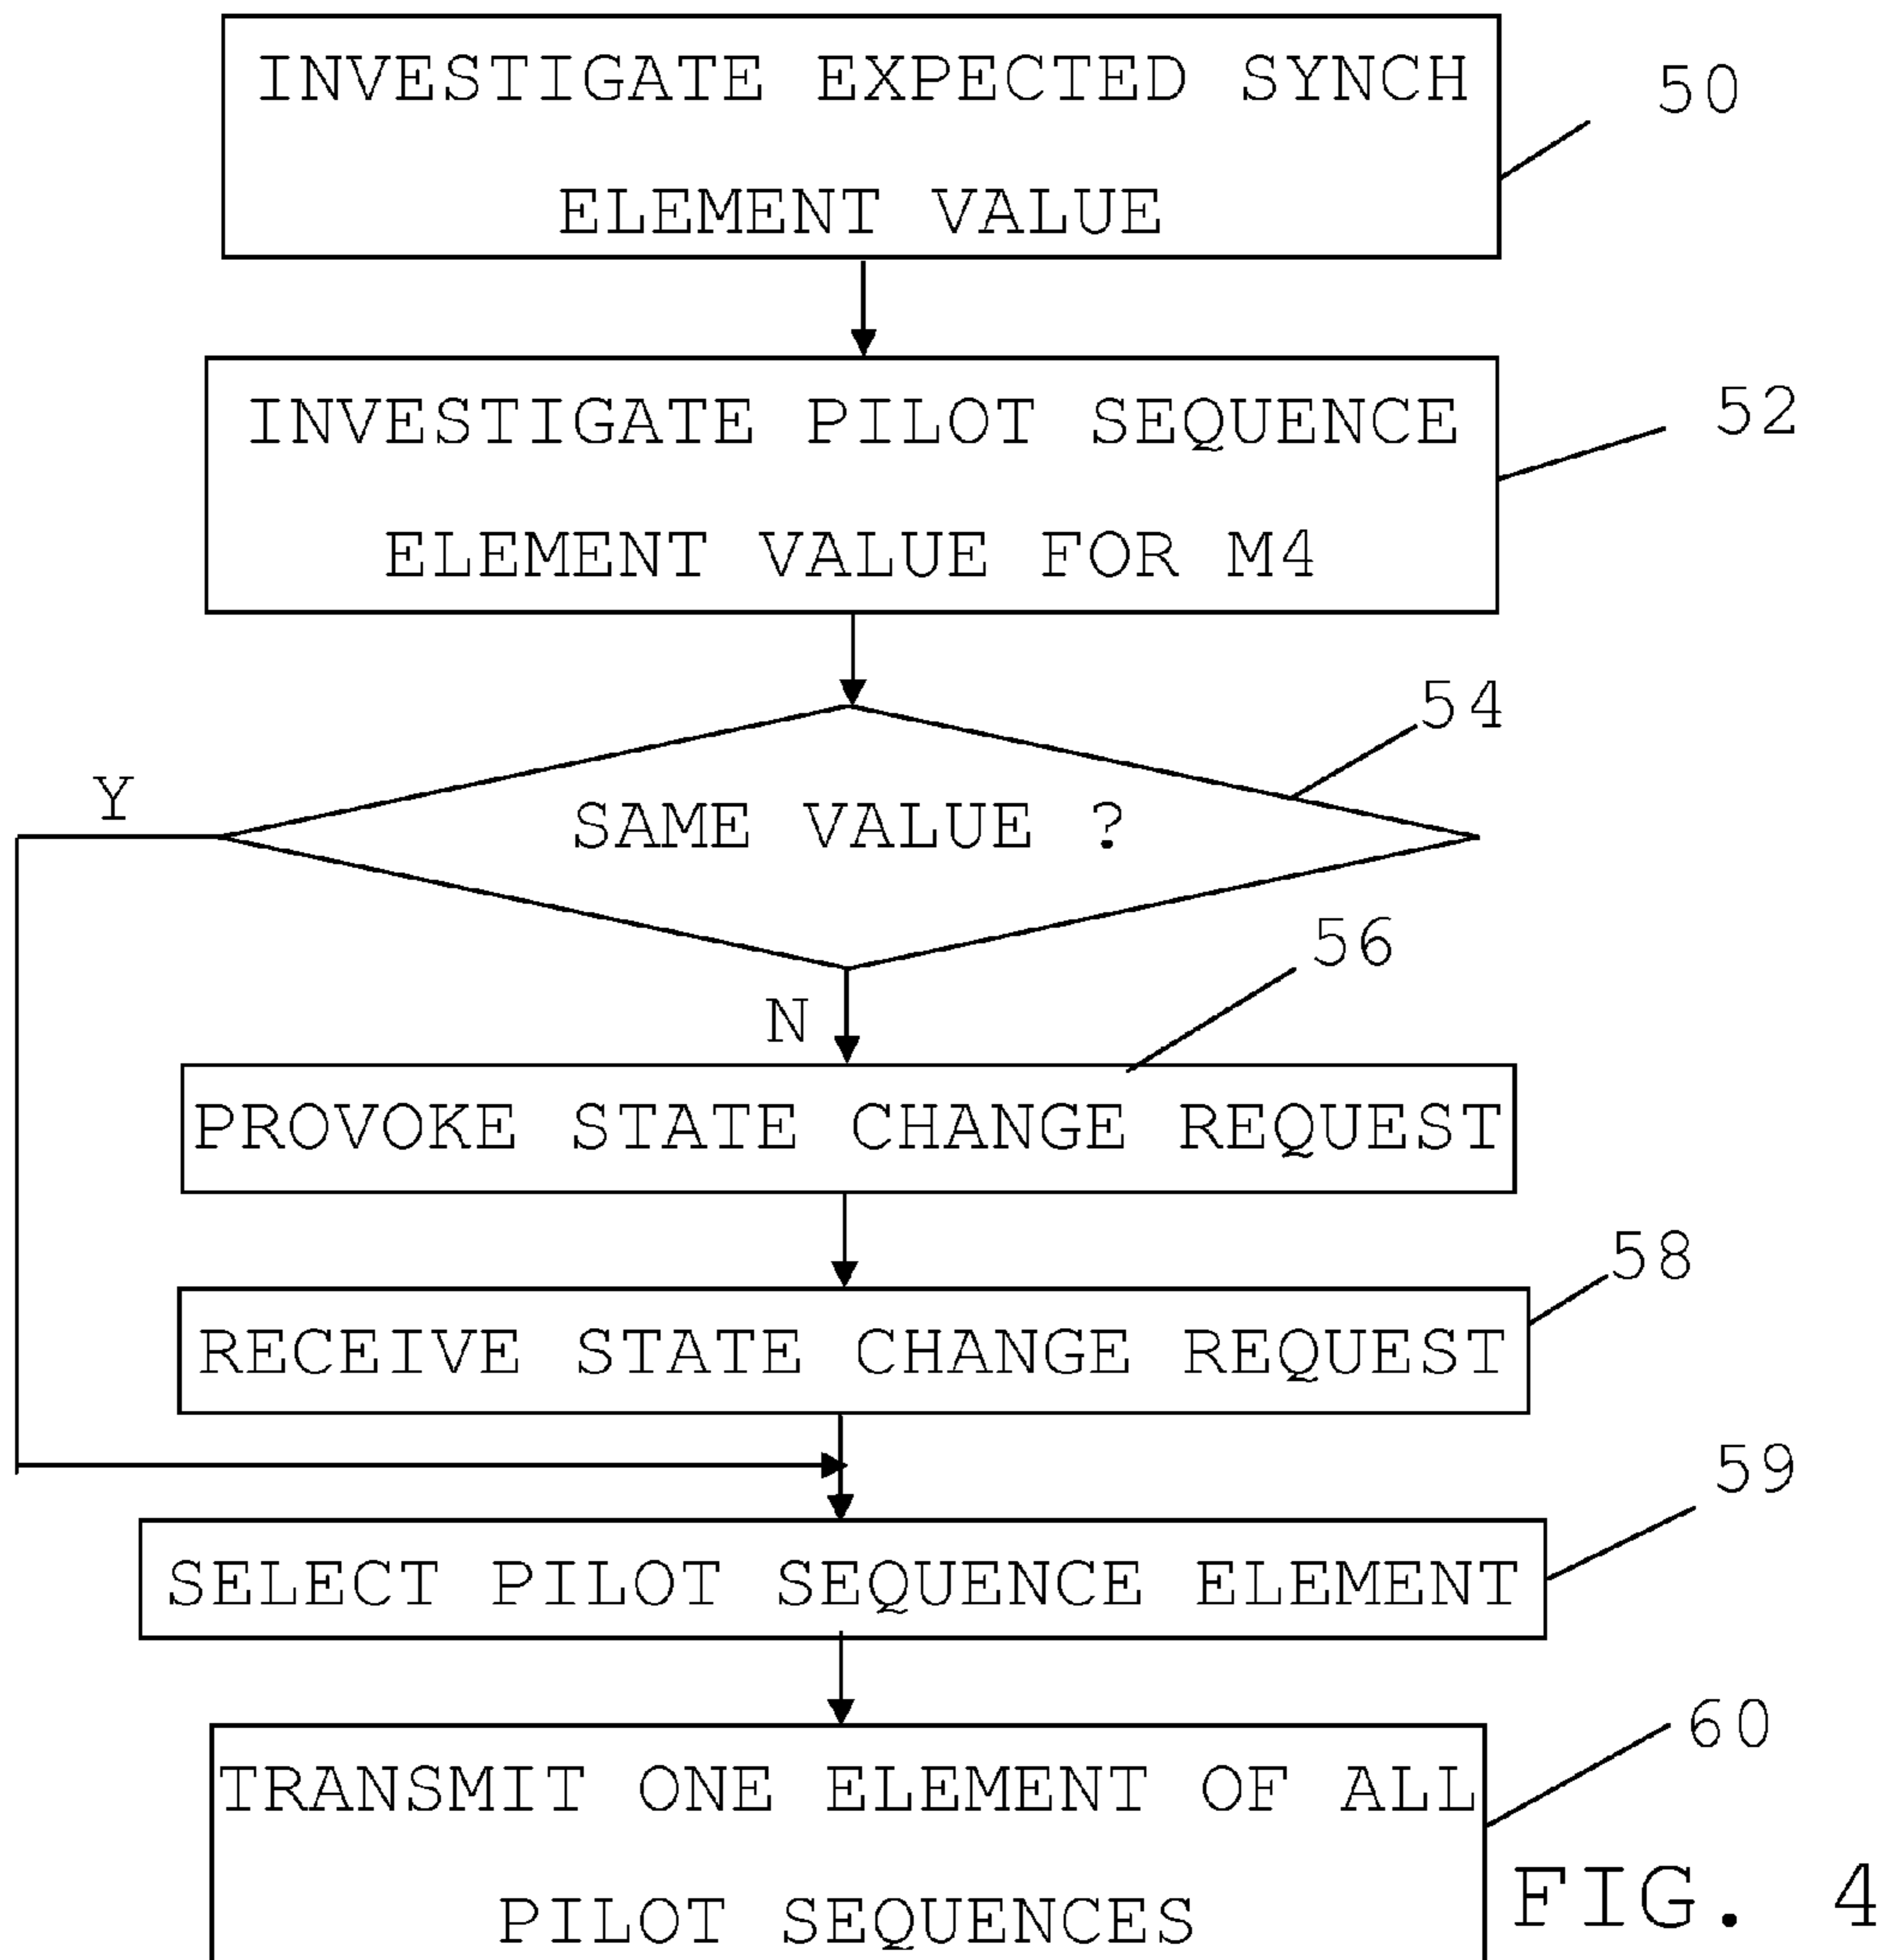 INVESTIGATE EXPECTED SYNCH
ELEMENT VALUE
50
INVESTIGATE PILOT SEQUENCE
ELEMENT VALUE FOR M4
52
SAME VALUE ?
54
Y
N
56
PROVOKE STATE CHANGE REQUEST
58
RECEIVE STATE CHANGE REQUEST
59
SELECT PILOT SEQUENCE ELEMENT
60
TRANSMIT ONE ELEMENT OF ALL
PILOT SEQUENCES
FIG. 4